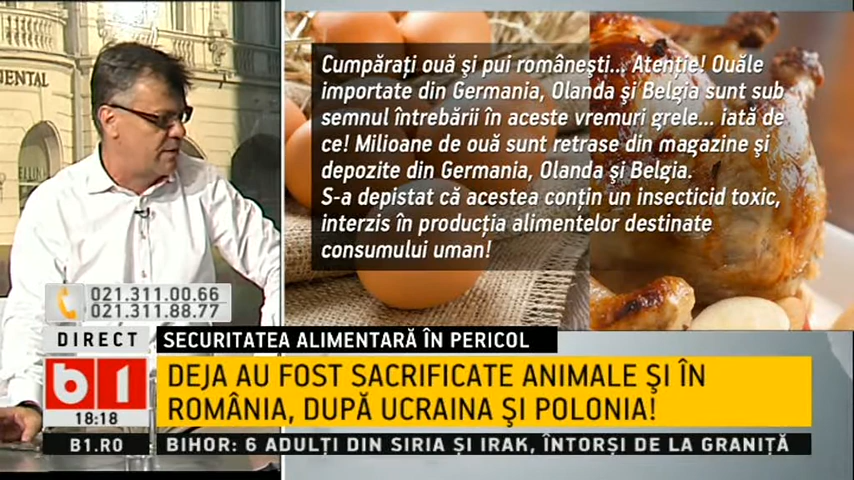 NENTAL
Cumpărați ouă și pui românești... Atenție! Ouăle
importate din Germania, Olanda și Belgia sunt sub
semnul întrebării în aceste vremuri grele... iată de
ce! Milioane de ouă sunt retrase din magazine și
depozite din Germania, Olanda și Belgia.
S-a depistat că acestea conțin un insecticid toxic,
interzis în producția alimentelor destinate
consumului uman!
021.311.00.66
021.311.88.77
DIRECT
SECURITATEA ALIMENTARĂ ÎN PERICOL
b1
DEJA AU FOST SACRIFICATE ANIMALE ŞI ÎN
ROMÂNIA, DUPĂ UCRAINA ŞI POLONIA!
18:18
B1.RO
BIHOR: 6 ADULȚI DIN SIRIA ȘI IRAK, ÎNTORȘI DE LA GRANIȚĂ